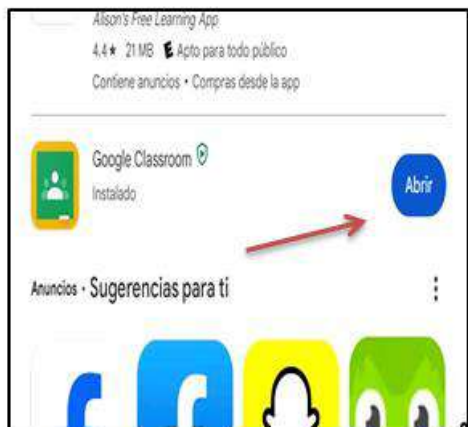 Alison's Free Learning App
4.4★ 21 MB E Apto para todo público
Contiene anuncios • Compras desde la app
Google Classroom
Instalado
Abrir
Anuncios • Sugerencias para ti